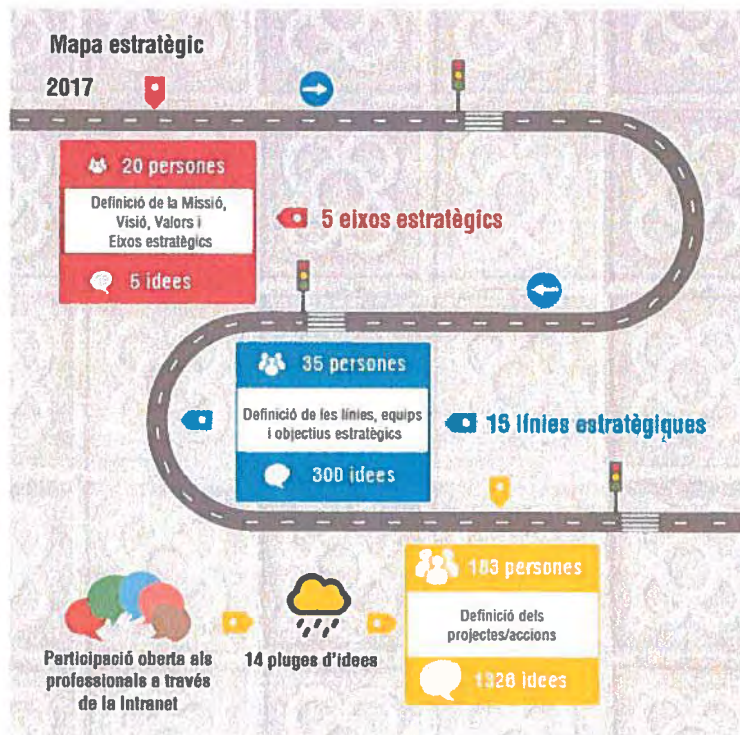 Mapa estratègic
2017
20 persones
Definició de la Missió,
Visió, Valors i
Eixos estratègics
5 idees
5 eixos estratègics
35 persones
Definició de les línies, equips
i objectius estratègics
300 idees
15 línies estratègiques
183 persones
Definició dels
projectes/accions
1326 idees
Participació oberta als
professionals a través
de la Intranet
14 pluges d'idees